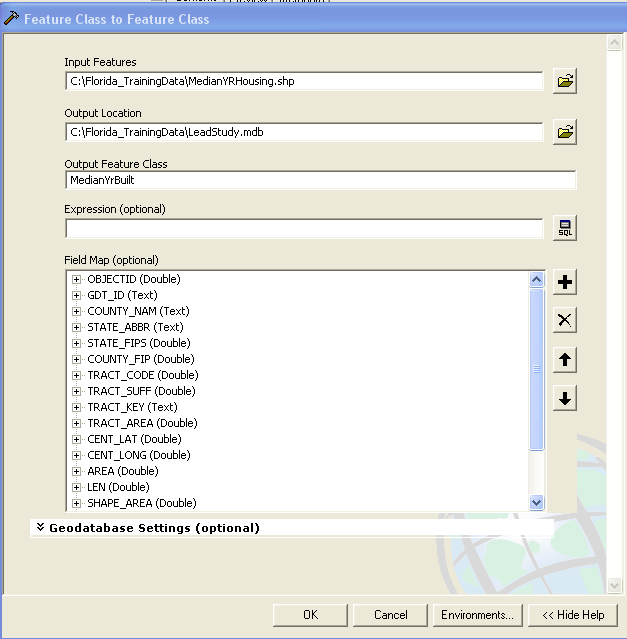 Feature Class to Feature Class
Input Features
C:\Florida_TrainingData\MedianYRHousing.shp
Output Location
C:\Florida_TrainingData\LeadStudy.mdb
Output Feature Class
MedianYrBuilt
Expression (optional)
SQL
Field Map (optional)
OBJECTID (Double)
GDT_ID (Text)
COUNTY_NAM (Text)
STATE_ABBR (Text)
STATE_FIPS (Double)
COUNTY_FIP (Double)
TRACT_CODE (Double)
TRACT_SUFF (Double)
TRACT_KEY (Text)
TRACT_AREA (Double)
CENT_LAT (Double)
CENT_LONG (Double)
AREA (Double)
LEN (Double)
SHAPE_AREA (Double)
Geodatabase Settings (optional)
OK Cancel Environments... << Hide Help